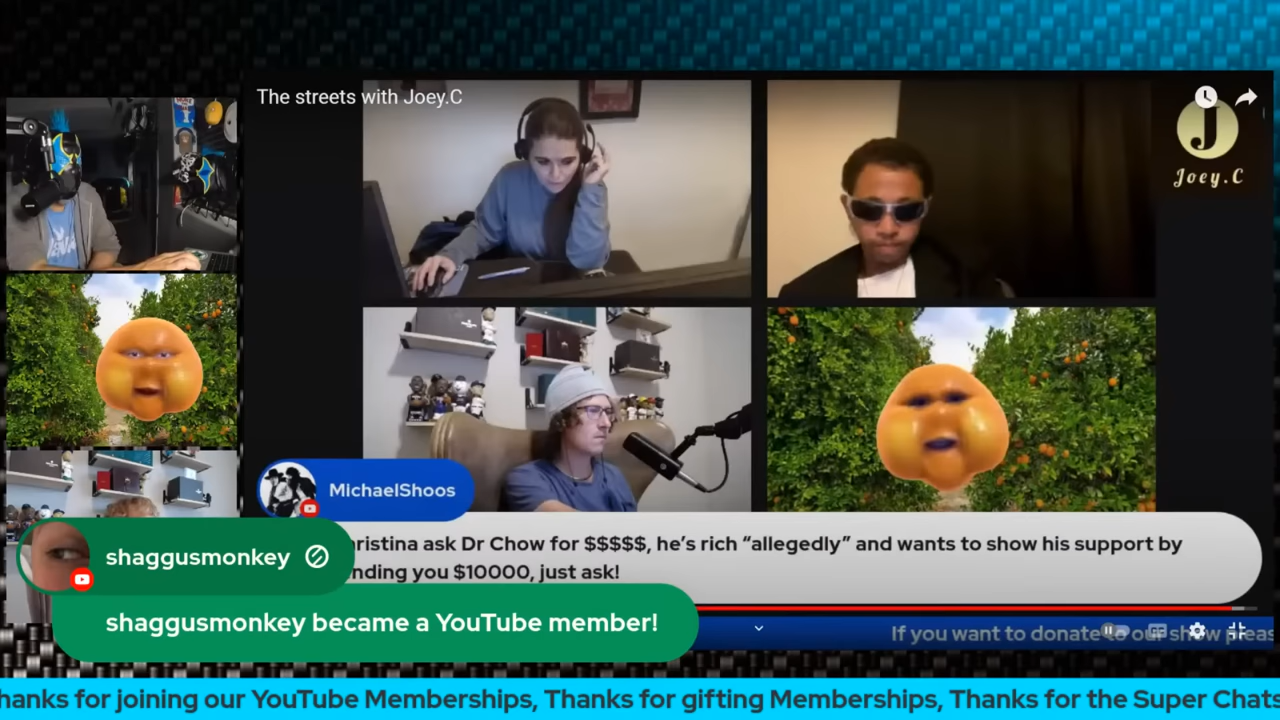 The streets with Joey.C
J
Joey.C
MichaelShoos
ristina ask Dr Chow for $$$$$, he's rich “allegedly” and wants to show his support by
nding you $10000, just ask!
shaggusmonkey
shaggusmonkey became a YouTube member!
If you want to donate to our show pleas
hanks for joining our YouTube Memberships, Thanks for gifting Memberships, Thanks for the Super Chats